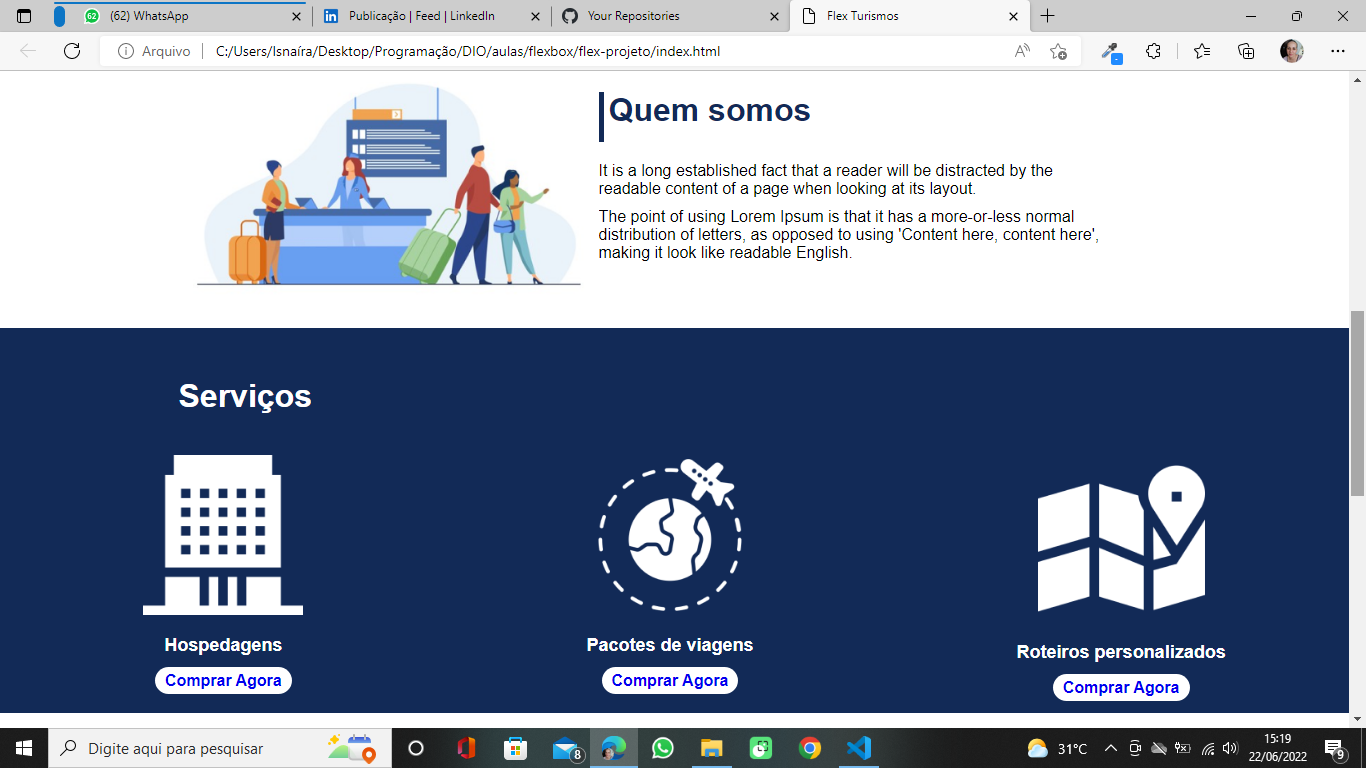 (62) WhatsApp
Publicação | Feed | LinkedIn
Your Repositories
Flex Turismos
Arquivo
C:/Users/Isnaíra/Desktop/Programação/DIO/aulas/flexbox/flex-projeto/index.html
Quem somos
It is a long established fact that a reader will be distracted by the
readable content of a page when looking at its layout.
The point of using Lorem Ipsum is that it has a more-or-less normal
distribution of letters, as opposed to using 'Content here, content here',
making it look like readable English.
Serviços
Hospedagens
Pacotes de viagens
Roteiros personalizados
Comprar Agora
Comprar Agora
Comprar Agora
Digite aqui para pesquisar
8
31°C
15:19
22/06/2022
9